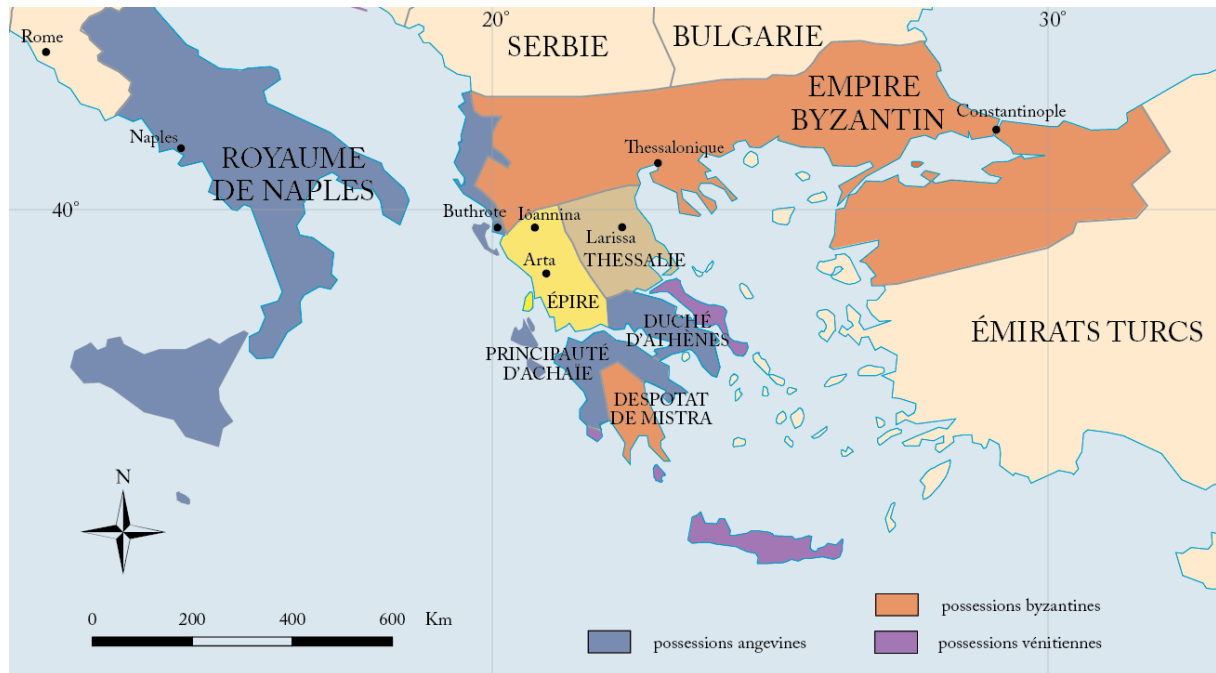 20°
30°
Rome
SERBIE
BULGARIE
EMPIRE
BYZANTIN
Constantinople
Naples
ROYAUME
DE NAPLES
Thessalonique
40°
Buthrote
Ioannina
Larissa
THESSALIE
Arta
ÉPIRE
DUCHÉ
D'ATHÈNES
ÉMIRATS TURCS
PRINCIPAUTÉ
D'ACHAÏE
DESPOTAT
DE MISTRA
N
0 200 400 600 Km
possessions byzantines
possessions angevines
possessions vénitiennes